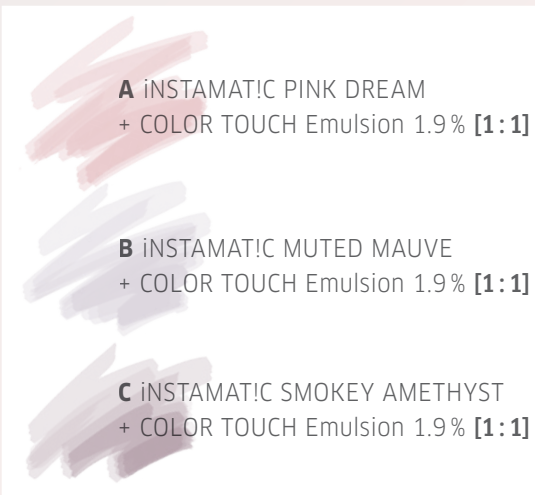 A iNSTAMAT!C PINK DREAM
+ COLOR TOUCH Emulsion 1.9 % [1 : 1]
B iNSTAMAT!C MUTED MAUVE
+ COLOR TOUCH Emulsion 1.9 % [1 : 1]
C iNSTAMAT!C SMOKEY AMETHYST
+ COLOR TOUCH Emulsion 1.9 % [1 : 1]